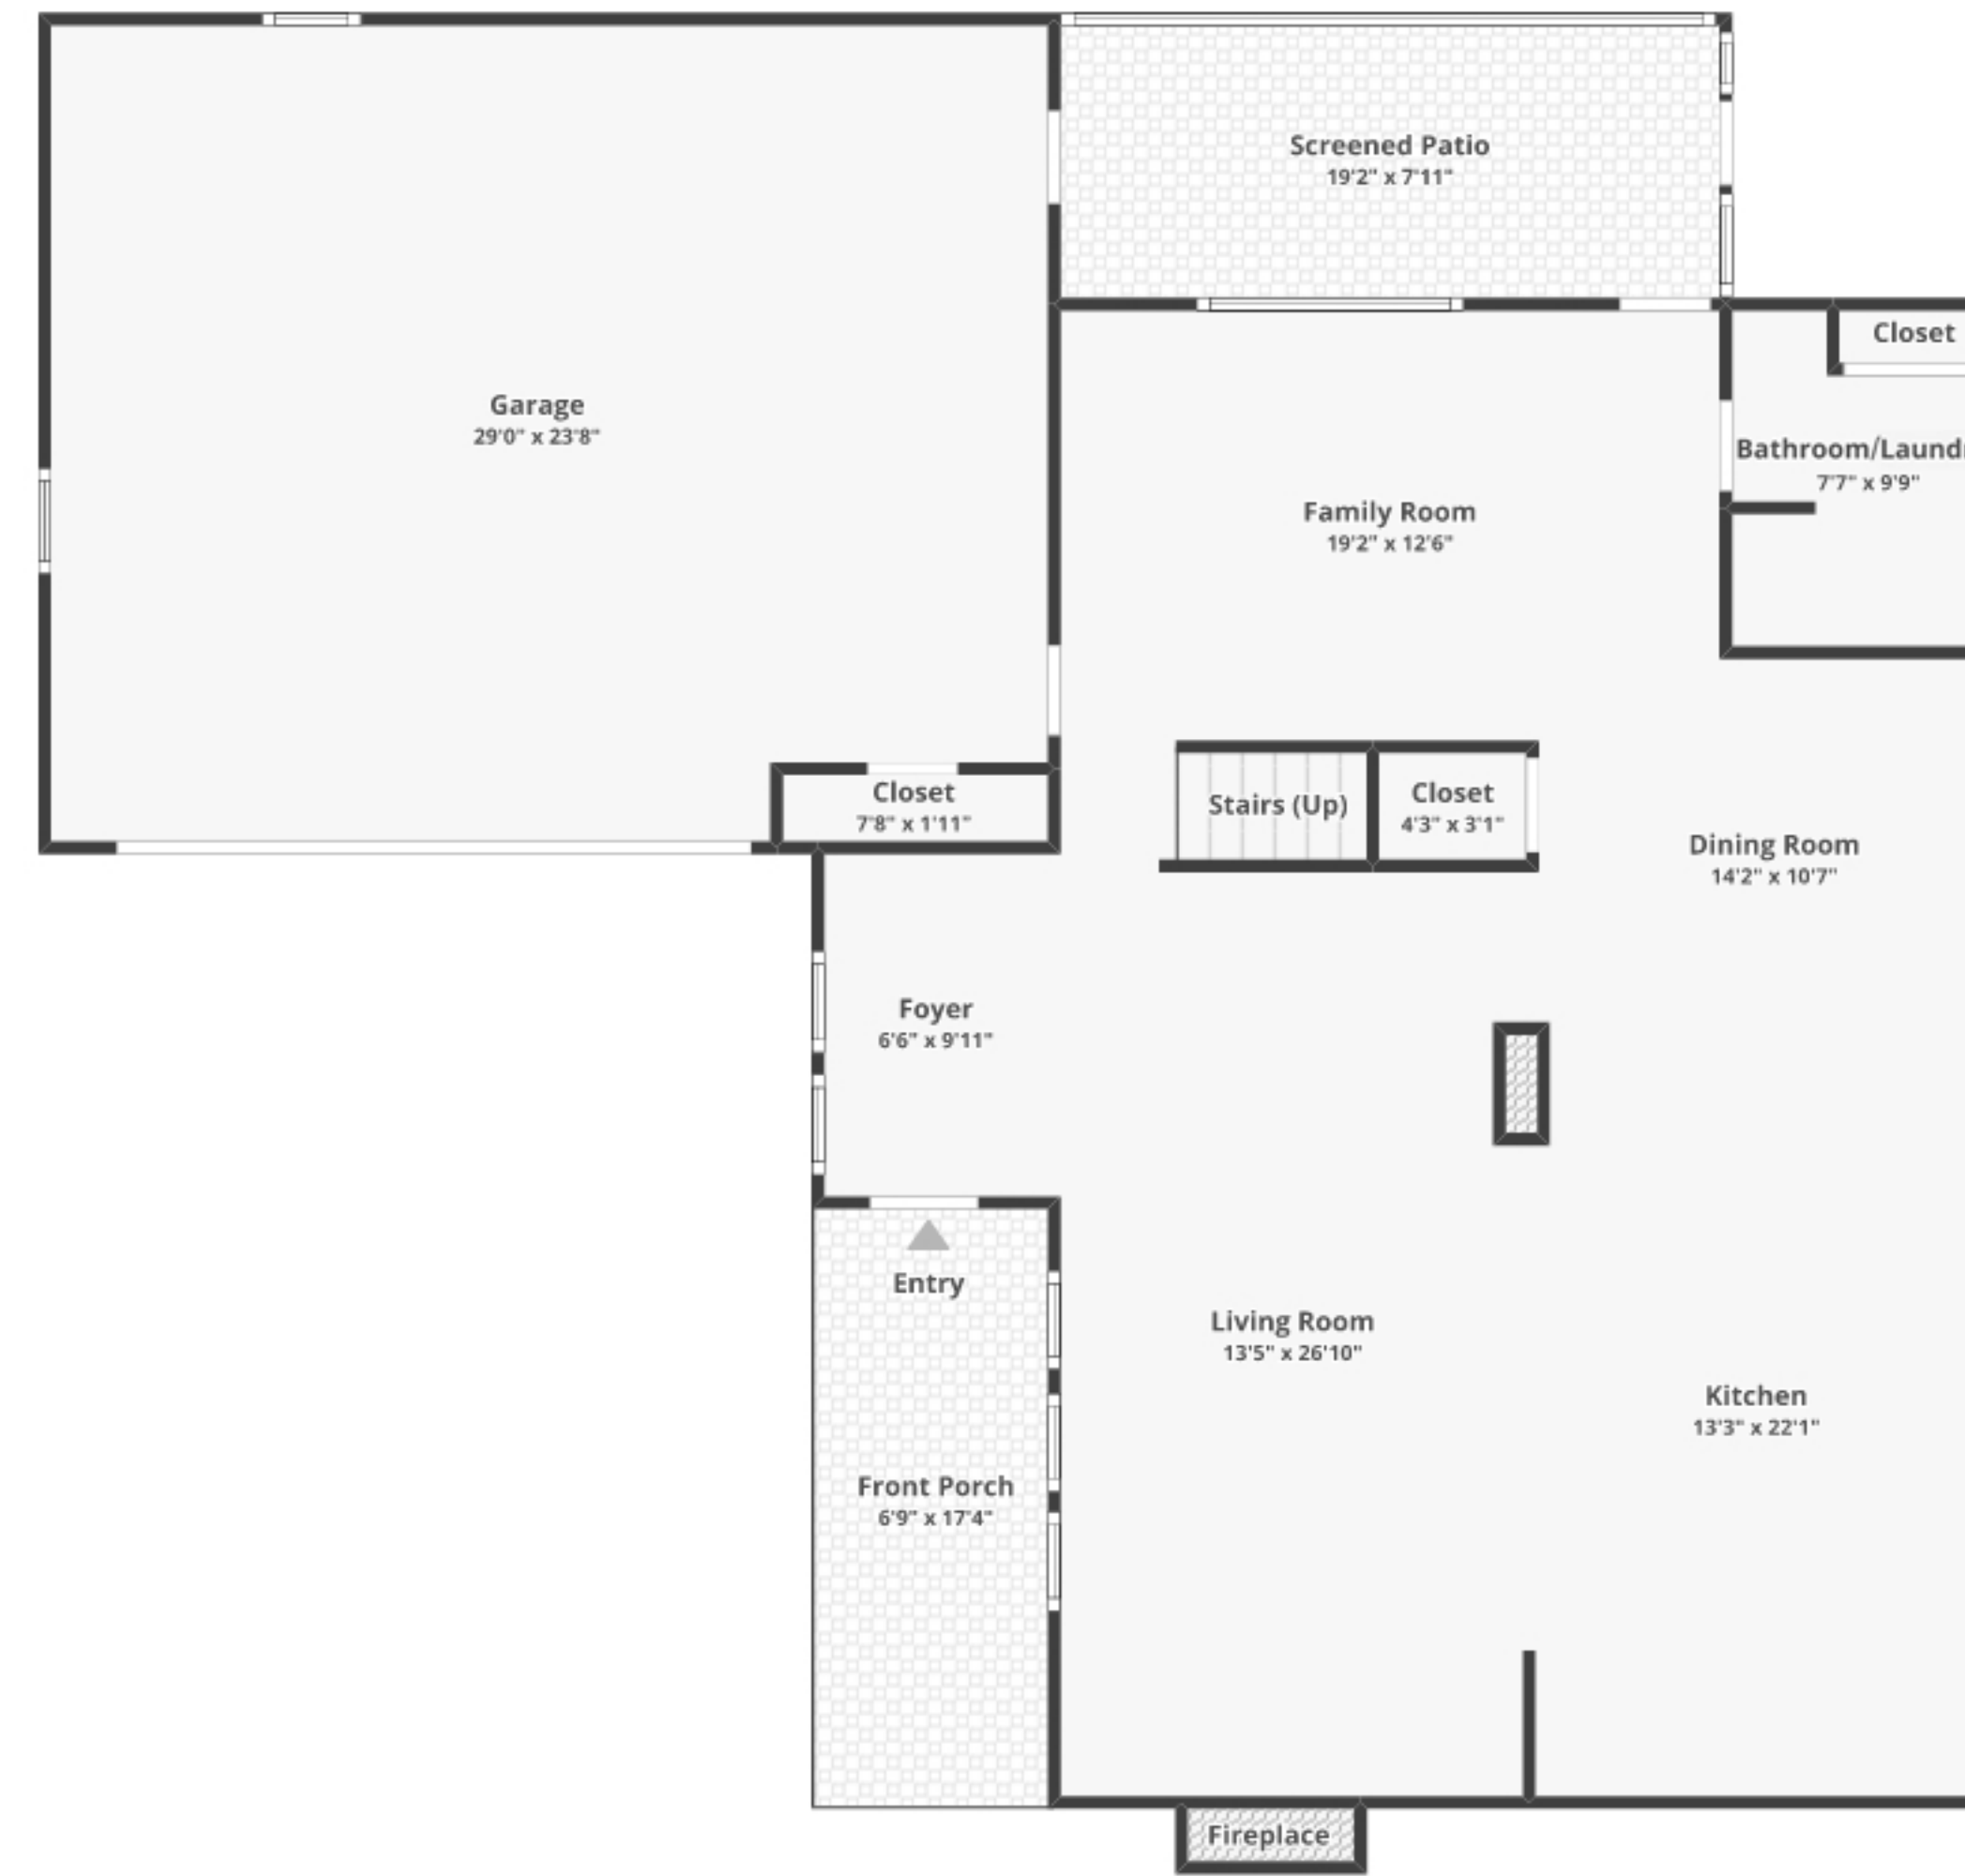 Screened Patio
19'2" x 7'11"
Closet
Garage
29'0" x 23'8"
Bathroom/Laund
7'7" x 9'9"
Family Room
19'2" x 12'6"
Closet
7'8" x 1'11"
Stairs (Up)
Closet
4'3" x 3'1"
Dining Room
14'2" x 10'7"
Foyer
6'6" x 9'11"
Entry
Living Room
13'5" x 26'10"
Kitchen
13'3" x 22'1"
Front Porch
6'9" x 17'4"
Fireplace